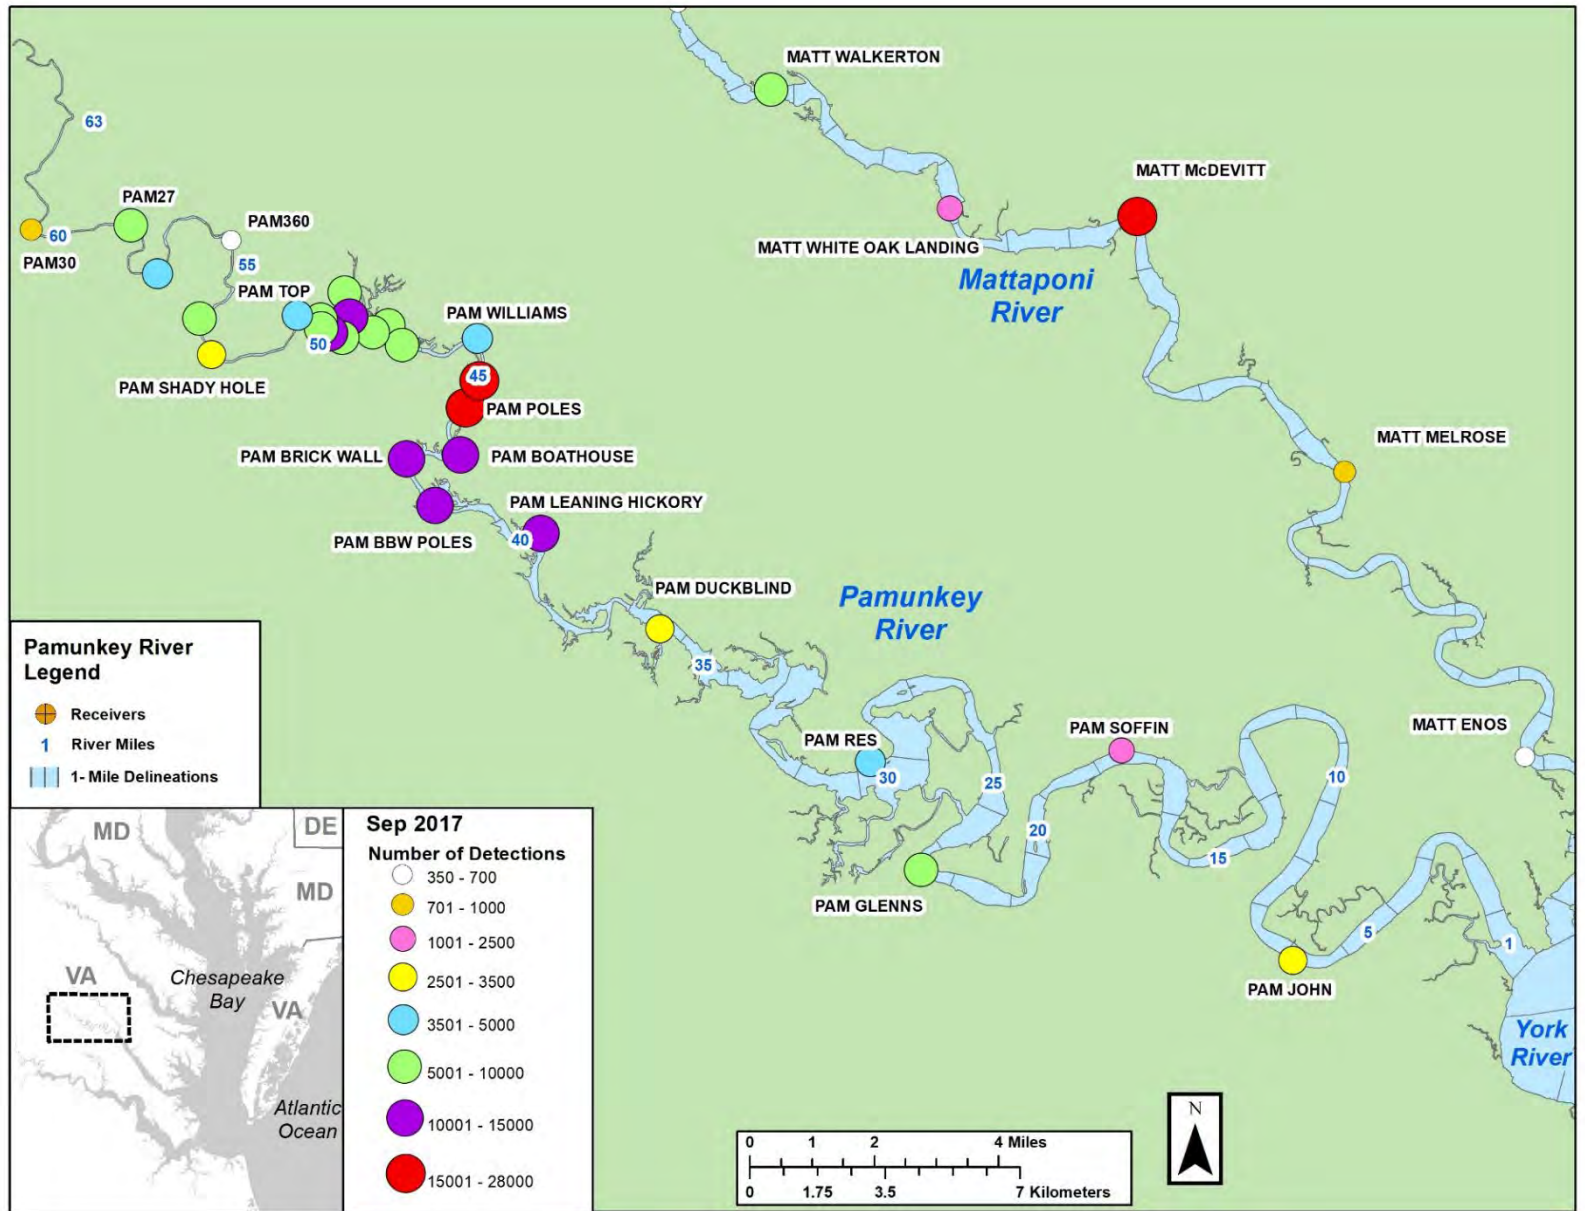 MATT WALKERTON
63
MATT McDEVITT
PAM27
PAM360
60
PAM30
MATT WHITE OAK LANDING
55
Mattaponi
River
PAM TOP
PAM WILLIAMS
50
45
PAM SHADY HOLE
PAM POLES
MATT MELROSE
PAM BRICK WALL
PAM BOATHOUSE
PAM LEANING HICKORY
PAM BBW POLES
40
PAM DUCKBLIND
Pamunkey
River
35
PAM SOFFIN
MATT ENOS
PAM RES
30
25
10
20
15
PAM GLENNS
5
1
PAM JOHN
York
River
Pamunkey River
Legend
Receivers
1 River Miles
1- Mile Delineations
MD
DE
MD
VA
Chesapeake
Bay
VA
Atlantic
Ocean
Sep 2017
Number of Detections
350 - 700
701 - 1000
1001 - 2500
2501 - 3500
3501 - 5000
5001 - 10000
10001 - 15000
15001 - 28000
0 1 2 4 Miles
0 1.75 3.5 7 Kilometers
N